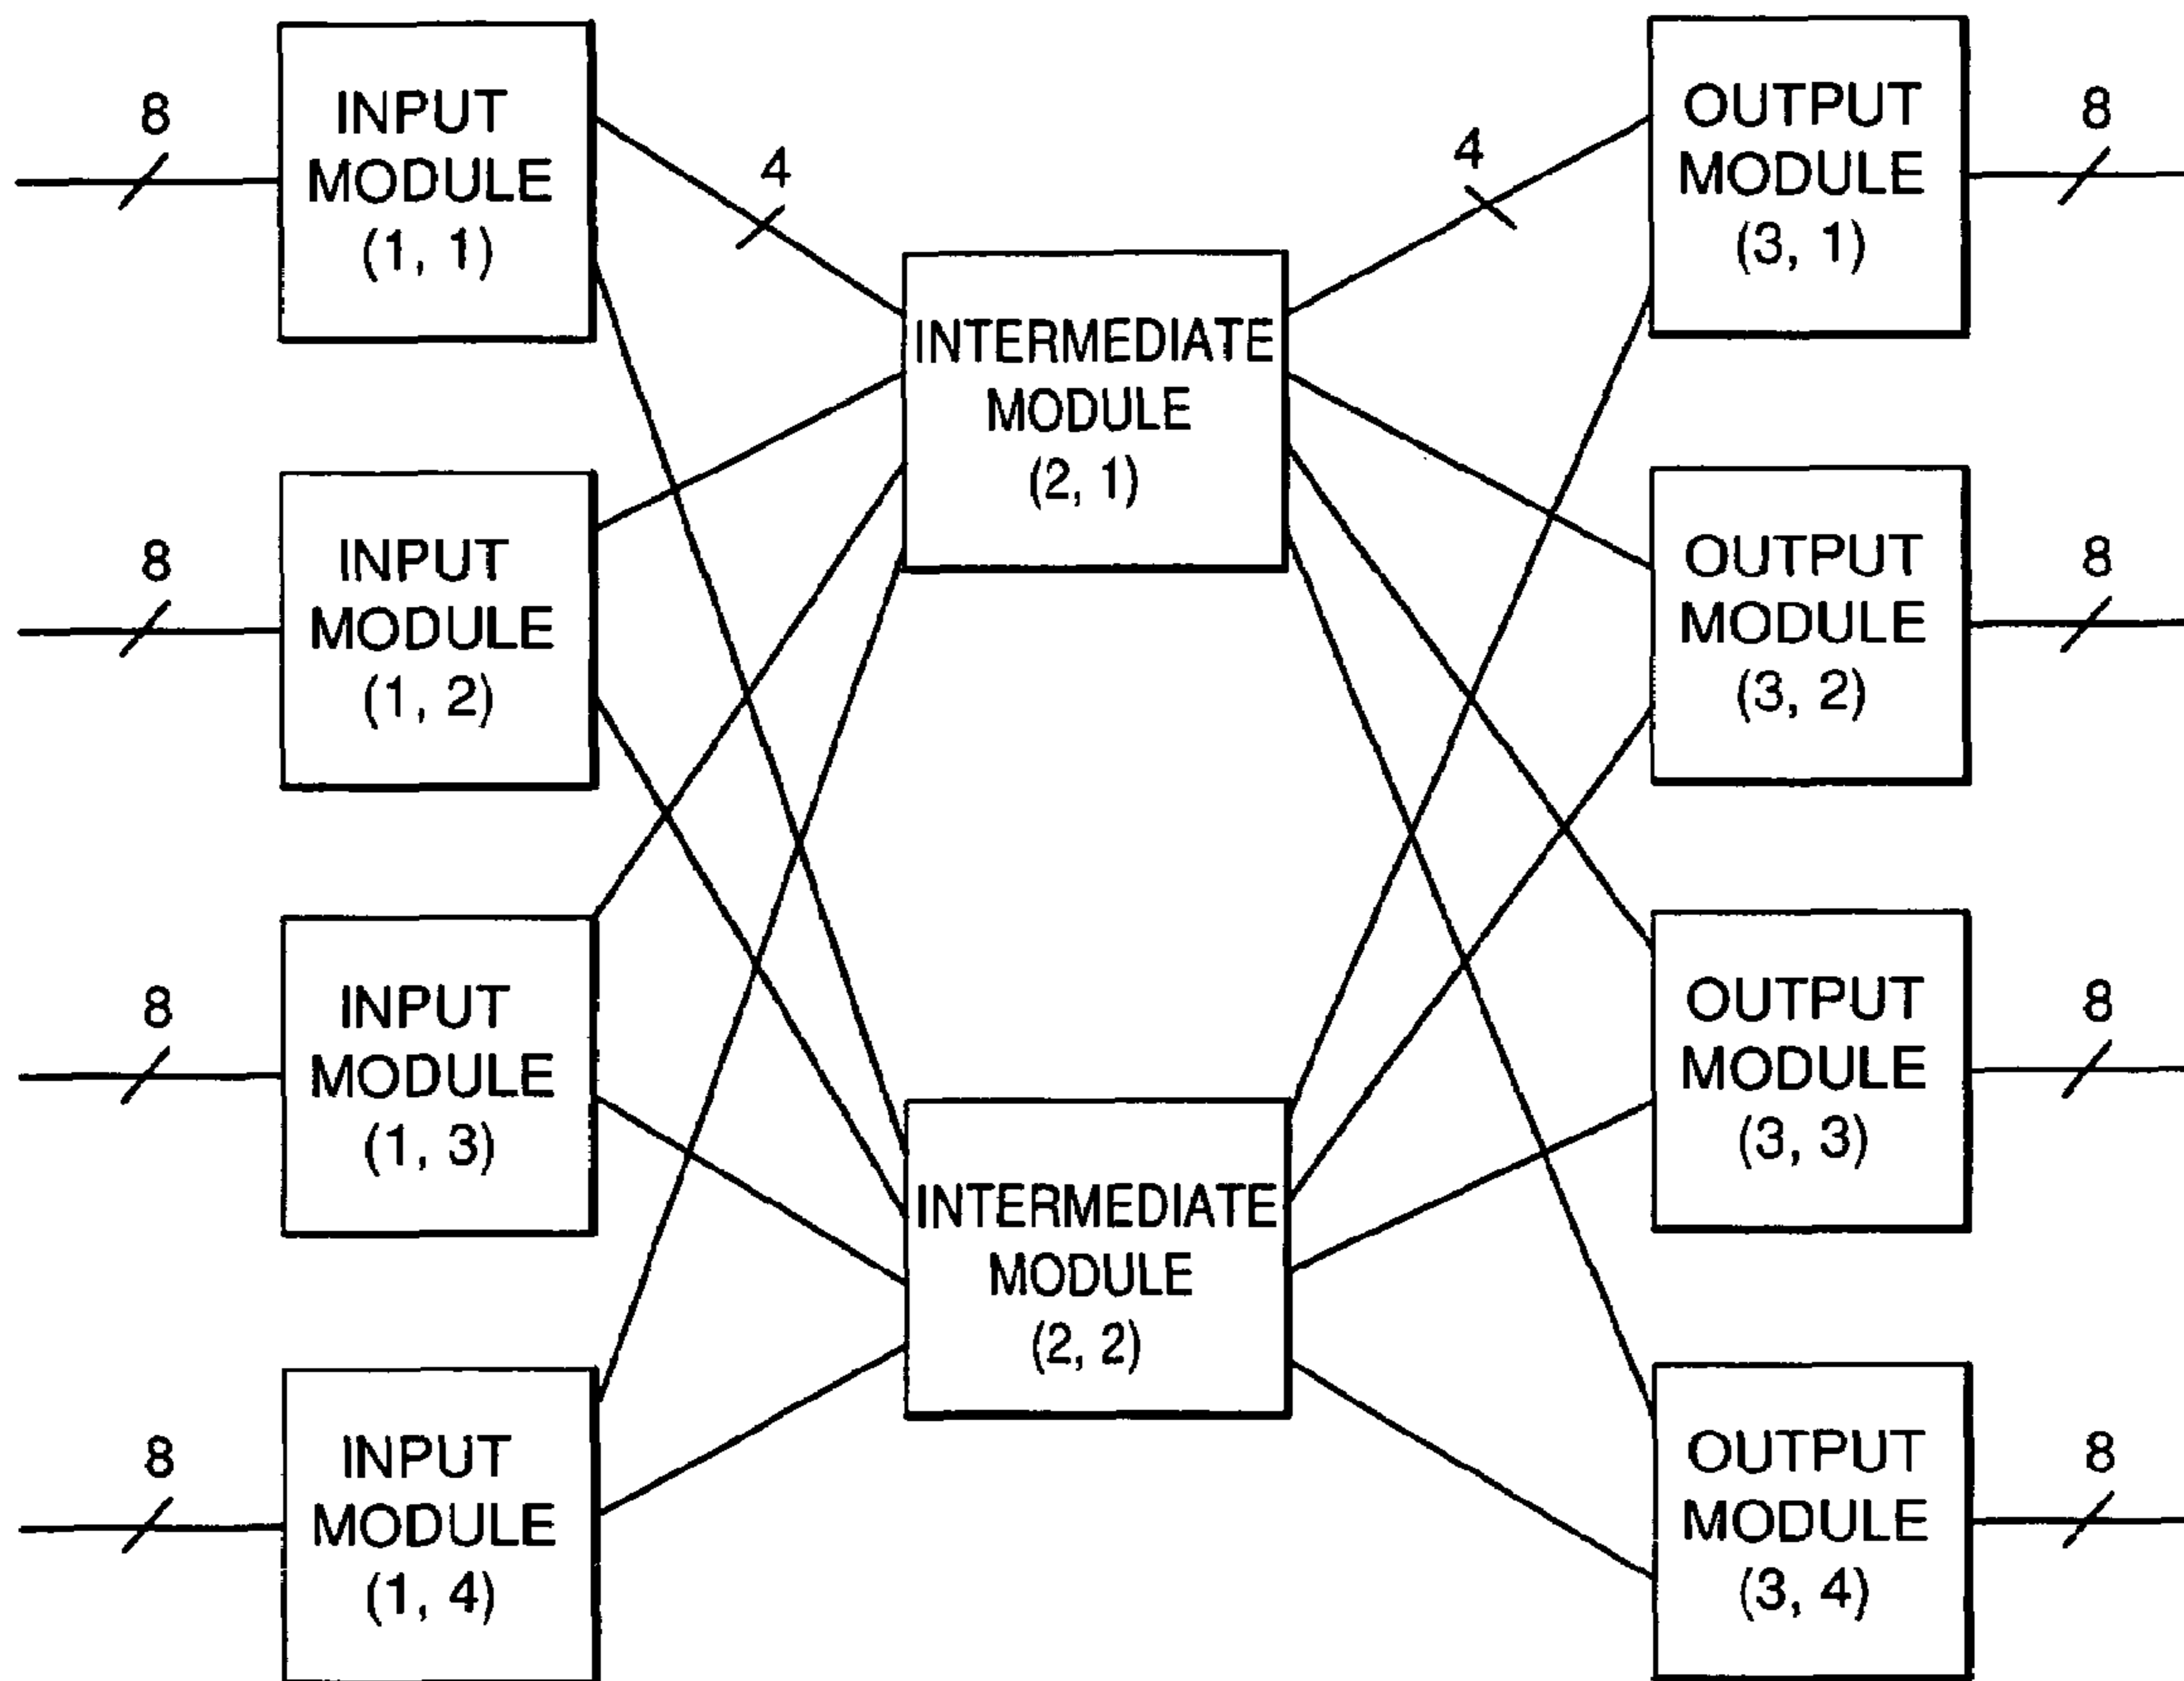 8
INPUT
MODULE
(1, 1)
4
4
OUTPUT
MODULE
(3, 1)
8
INTERMEDIATE
MODULE
(2, 1)
8
INPUT
MODULE
(1, 2)
OUTPUT
MODULE
(3, 2)
8
8
INPUT
MODULE
(1, 3)
OUTPUT
MODULE
(3, 3)
8
INTERMEDIATE
MODULE
(2, 2)
8
INPUT
MODULE
(1, 4)
OUTPUT
MODULE
(3, 4)
8